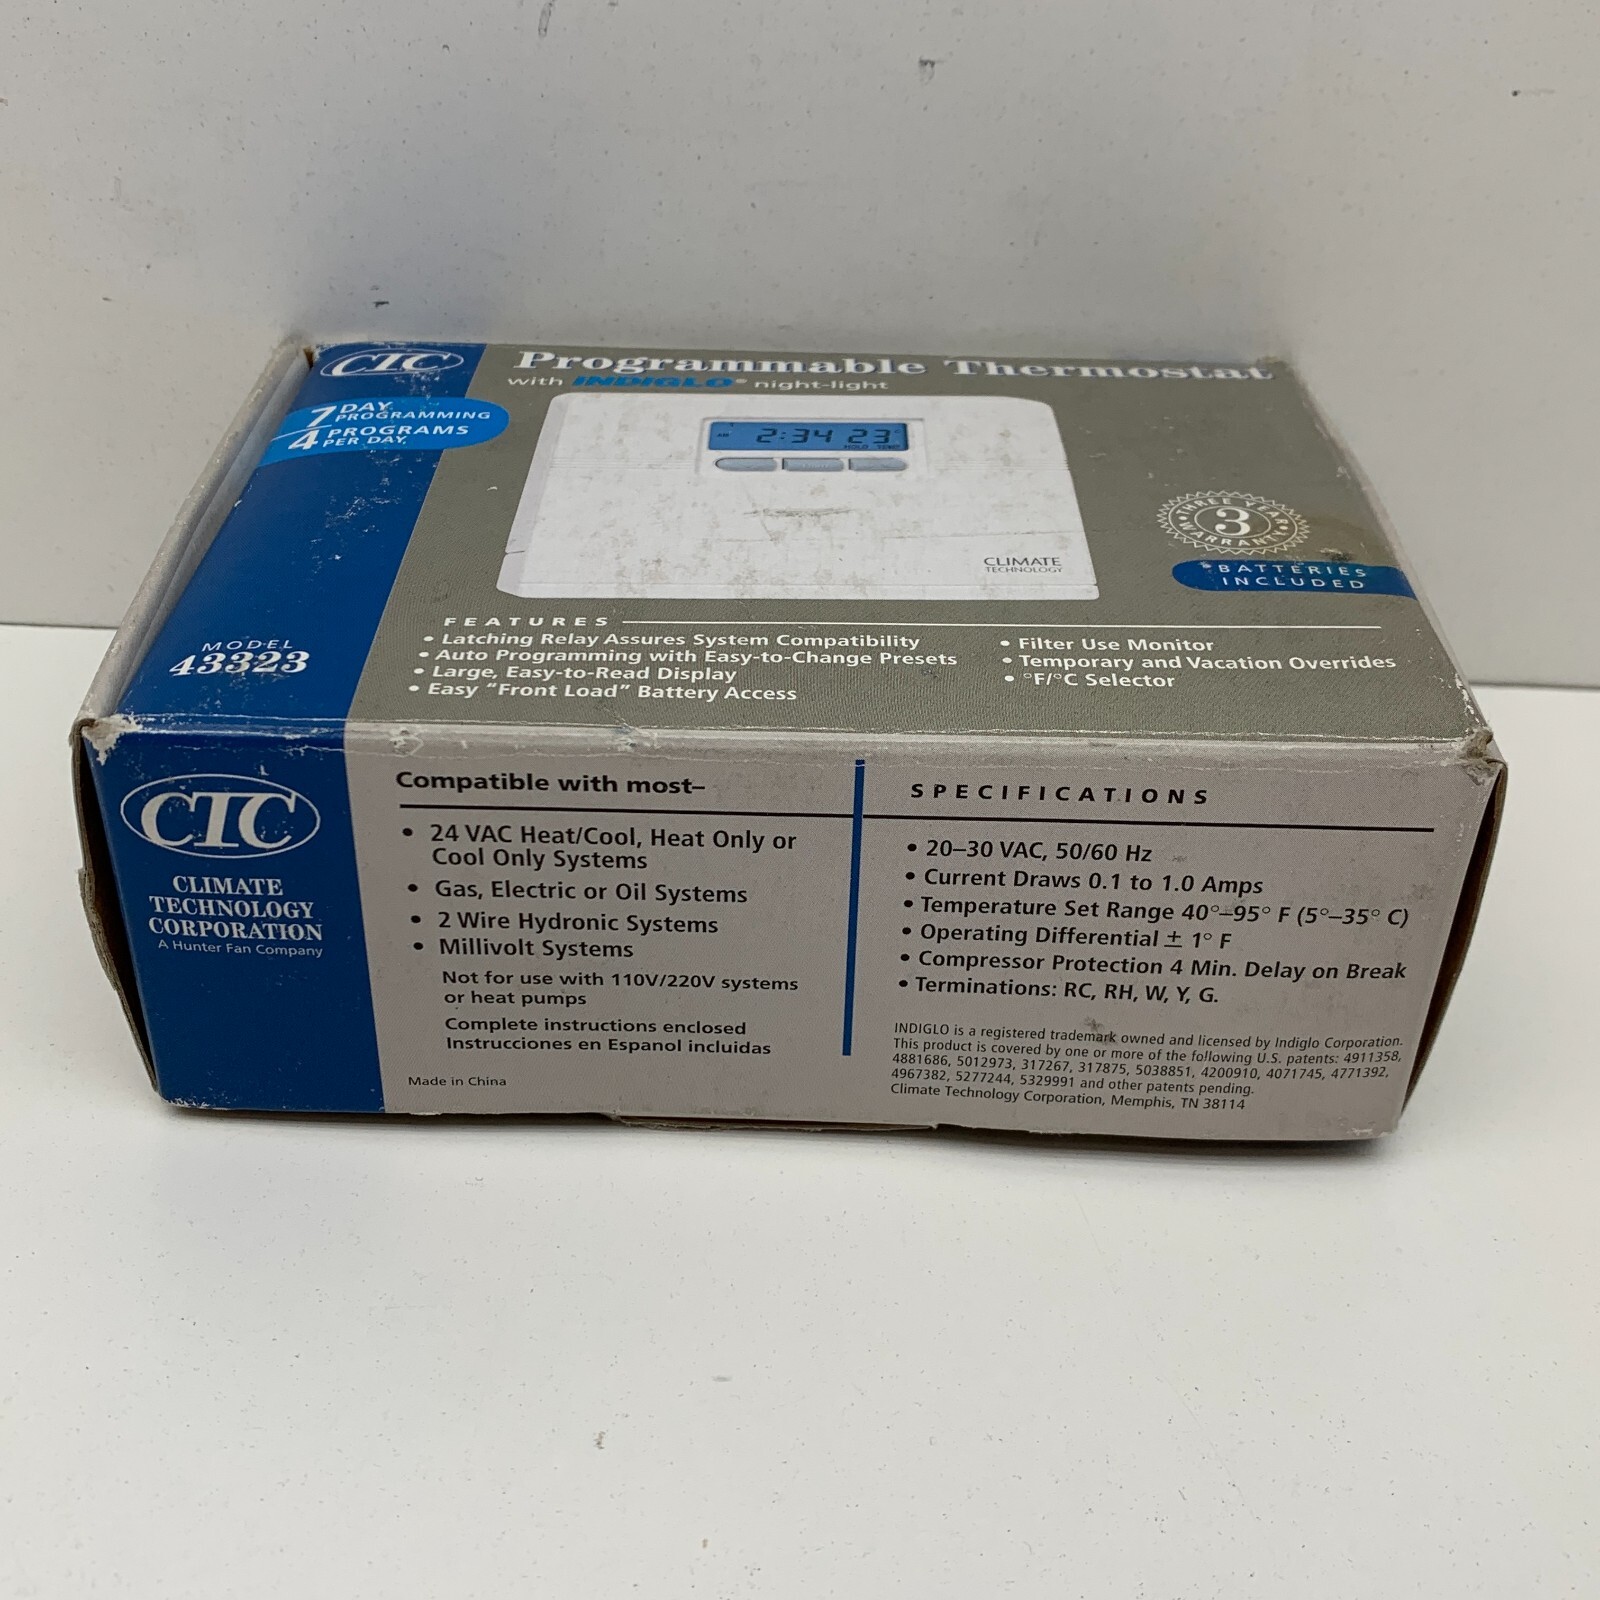 CTC
Programmable Thermostat
with INDIGLO® night-light
7 DAY PROGRAMMING
4 PROGRAMS PER DAY
2:34 23°
HOLD TEMP
CLIMATE
TECHNOLOGY
THREE YEAR
3
WARRANTY
BATTERIES
INCLUDED
MODEL
43323
FEATURES
• Latching Relay Assures System Compatibility
• Auto Programming with Easy-to-Change Presets
• Large, Easy-to-Read Display
• Easy "Front Load" Battery Access
• Filter Use Monitor
• Temporary and Vacation Overrides
• °F/°C Selector
CTC
CLIMATE
TECHNOLOGY
CORPORATION
A Hunter Fan Company
Compatible with most–
• 24 VAC Heat/Cool, Heat Only or
Cool Only Systems
• Gas, Electric or Oil Systems
• 2 Wire Hydronic Systems
• Millivolt Systems
Not for use with 110V/220V systems
or heat pumps
Complete instructions enclosed
Instrucciones en Espanol incluidas
Made in China
SPECIFICATIONS
• 20–30 VAC, 50/60 Hz
• Current Draws 0.1 to 1.0 Amps
• Temperature Set Range 40°–95° F (5°–35° C)
• Operating Differential ± 1° F
• Compressor Protection 4 Min. Delay on Break
• Terminations: RC, RH, W, Y, G.
INDIGLO is a registered trademark owned and licensed by Indiglo Corporation.
This product is covered by one or more of the following U.S. patents: 4911358,
4881686, 5012973, 317267, 317875, 5038851, 4200910, 4071745, 4771392,
4967382, 5277244, 5329991 and other patents pending.
Climate Technology Corporation, Memphis, TN 38114